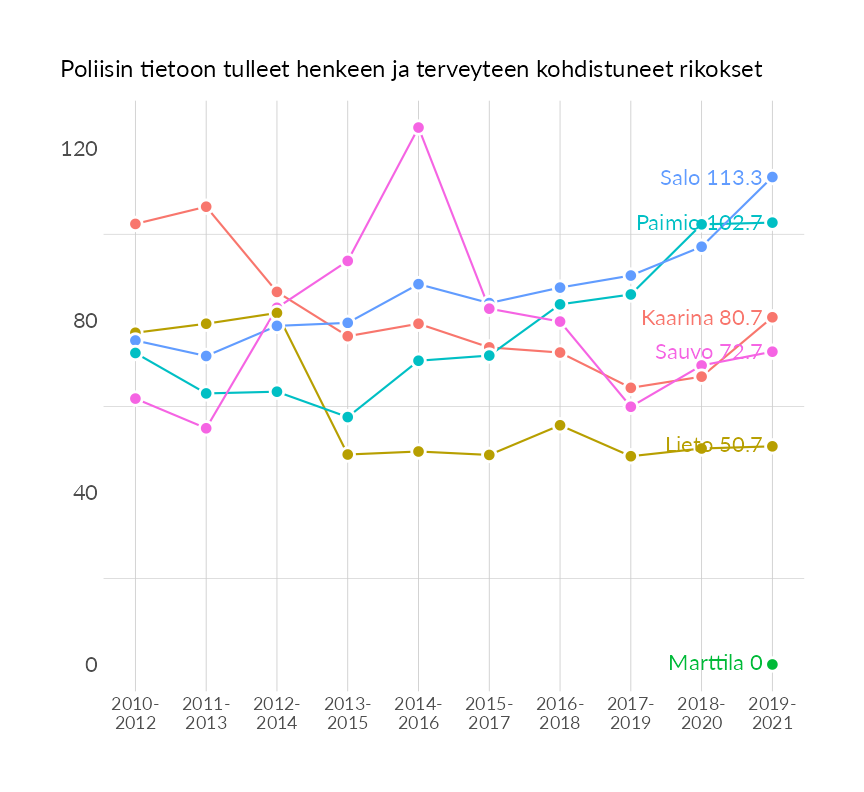 Poliisin tietoon tulleet henkeen ja terveyteen kohdistuneet rikokset
120
80
40
0
Salo 113.3
Paimio 102.7
Kaarina 80.7
Sauvo 72.7
Lieto 50.7
Marttila 0
2010- 2011- 2012- 2013- 2014- 2015- 2016- 2017- 2018- 2019-
2012 2013 2014 2015 2016 2017 2018 2019 2020 2021